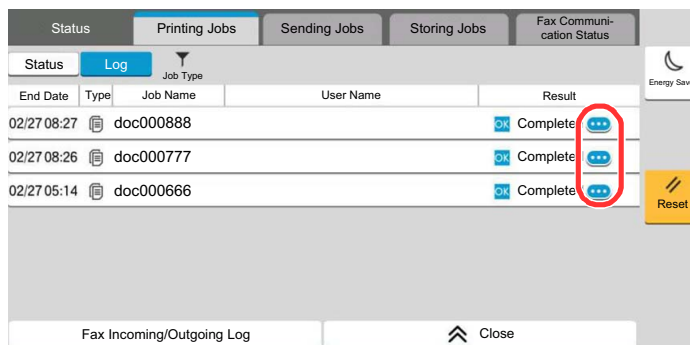 Status
Printing Jobs
Sending Jobs
Storing Jobs
Fax Communi-
cation Status
Status
Log
Job Type
Energy Save
End Date Type Job Name User Name Result
02/27 08:27 doc000888 OK Complete
02/27 08:26 doc000777 OK Complete
02/27 05:14 doc000666 OK Complete
Reset
Fax Incoming/Outgoing Log
Close